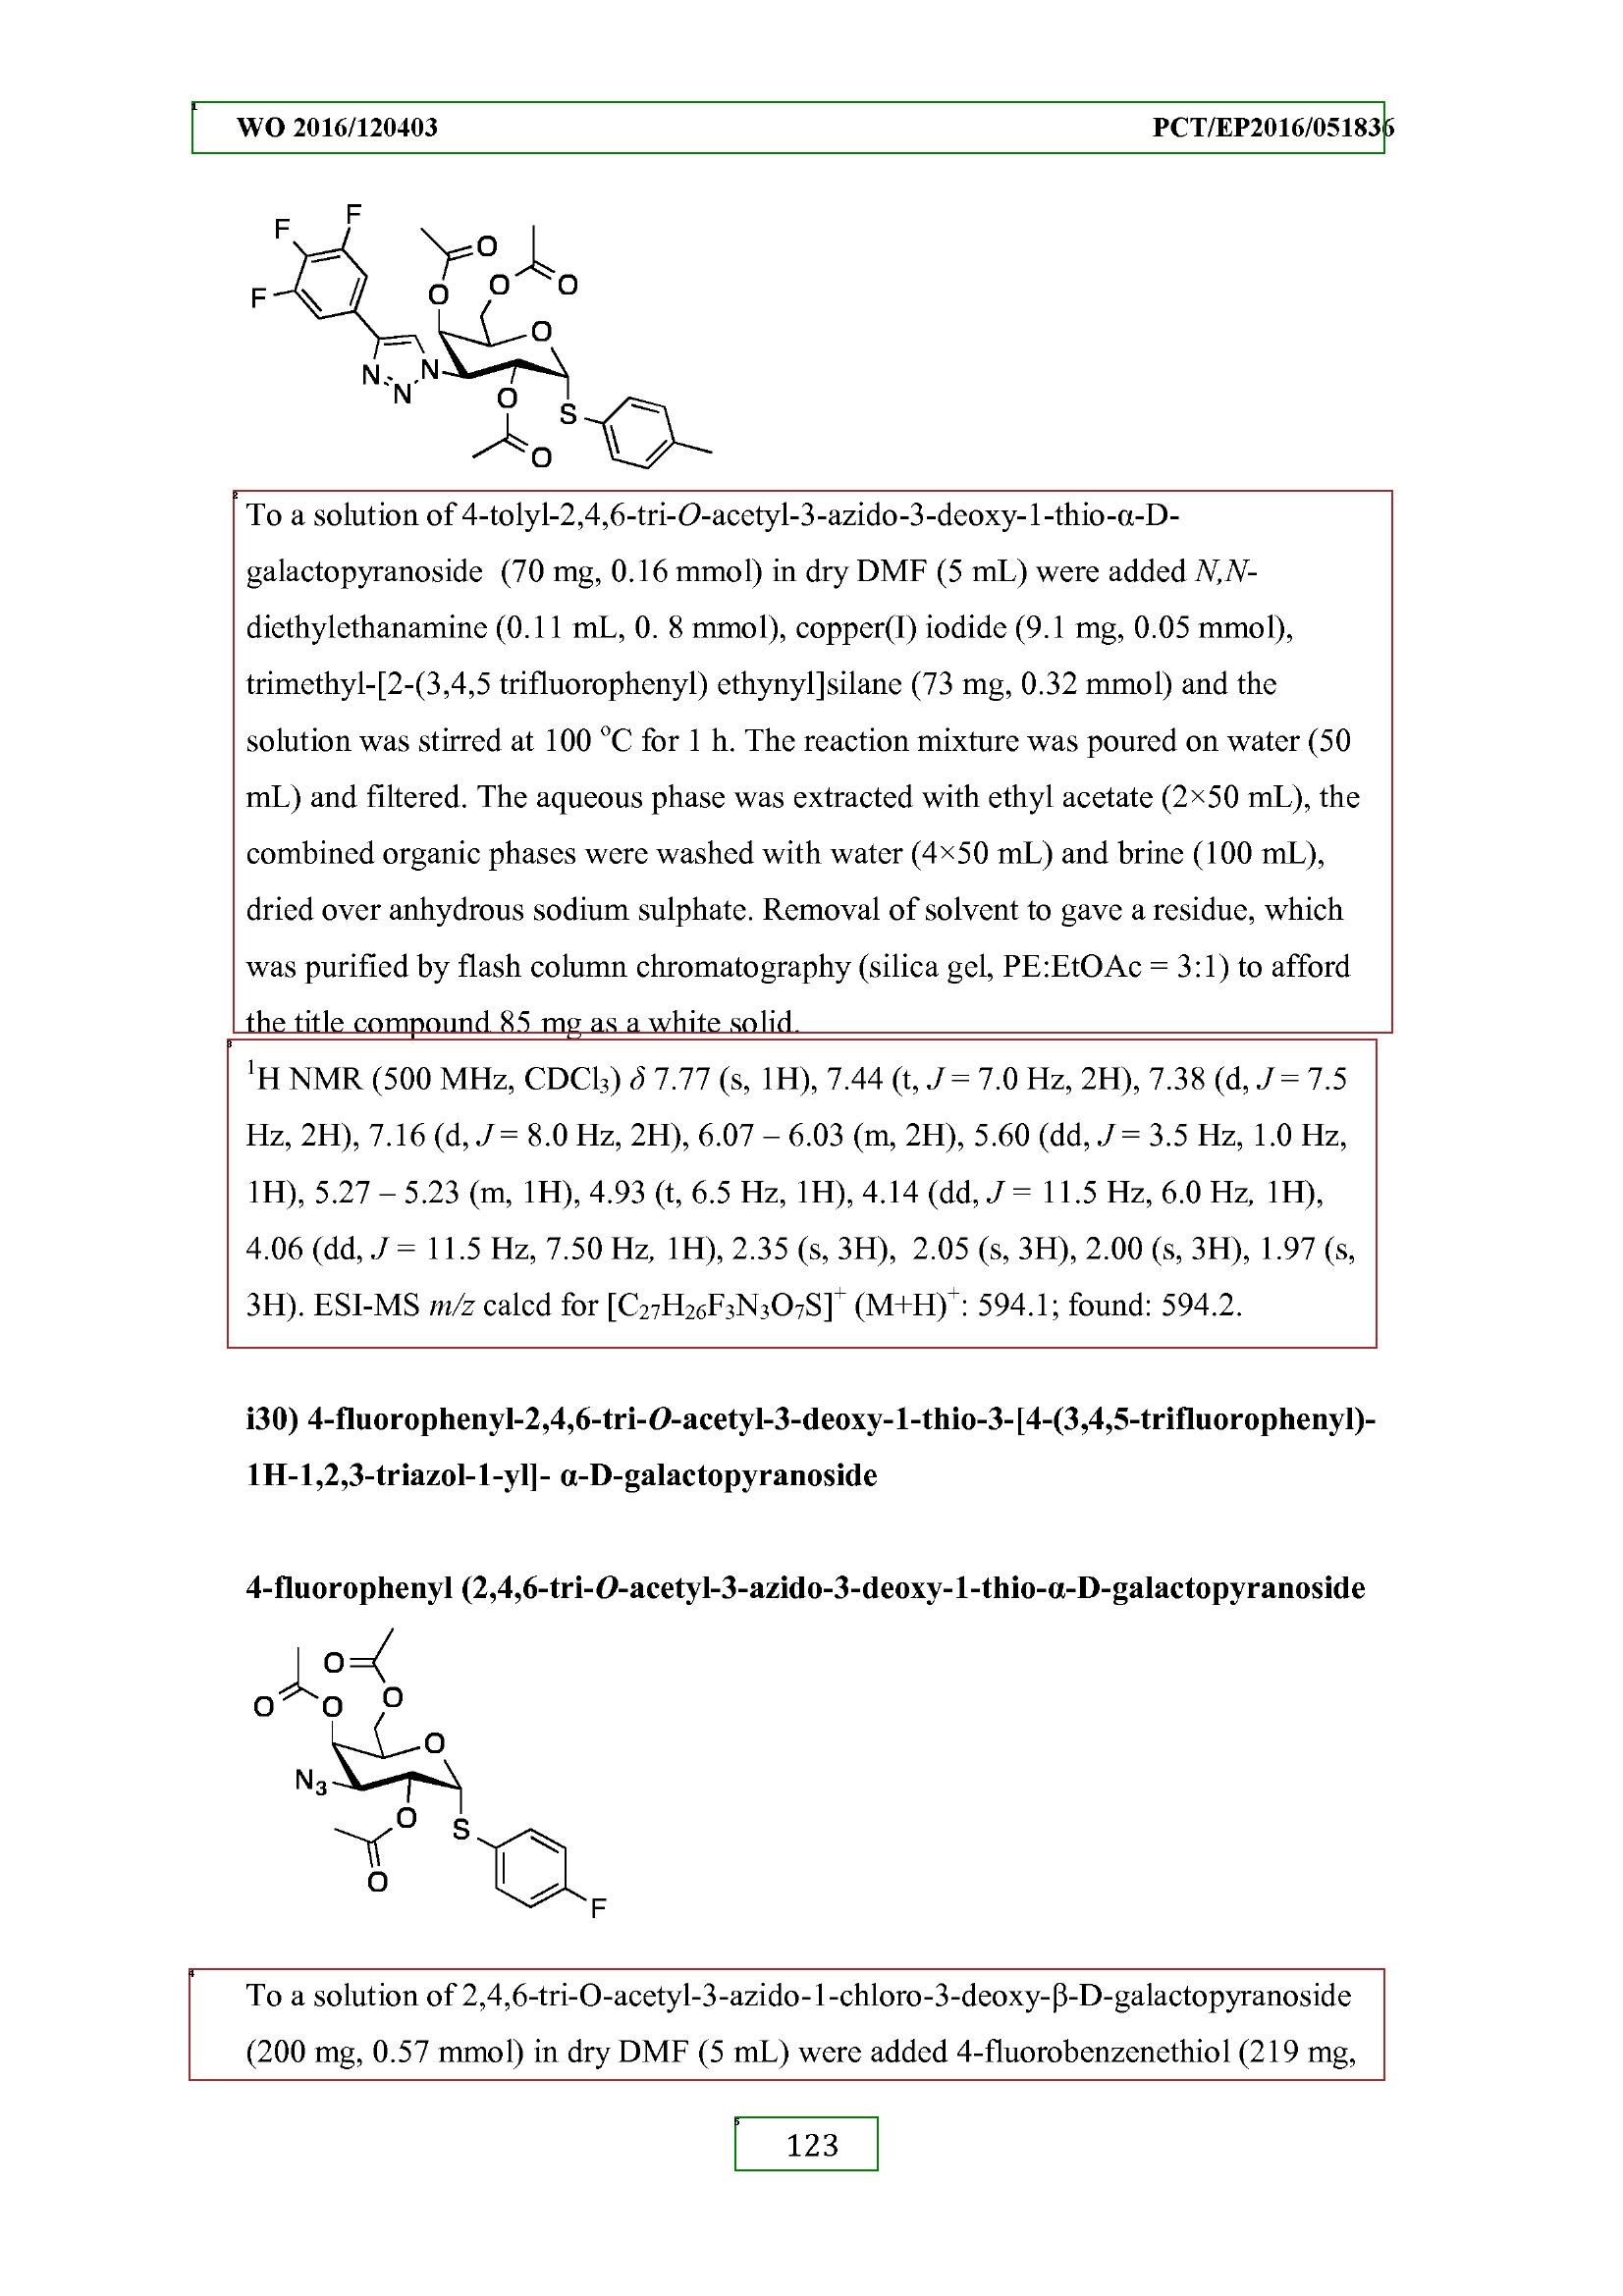 WO 2016/120403 PCT/EP2016/051836
F
F
F
O
O
O
O
O
N
N
N
O
S
O
To a solution of 4-tolyl-2,4,6-tri-O-acetyl-3-azido-3-deoxy-1-thio-α-D-
galactopyranoside (70 mg, 0.16 mmol) in dry DMF (5 mL) were added N,N-
diethylethanamine (0.11 mL, 0. 8 mmol), copper(I) iodide (9.1 mg, 0.05 mmol),
trimethyl-[2-(3,4,5 trifluorophenyl) ethynyl]silane (73 mg, 0.32 mmol) and the
solution was stirred at 100 °C for 1 h. The reaction mixture was poured on water (50
mL) and filtered. The aqueous phase was extracted with ethyl acetate (2×50 mL), the
combined organic phases were washed with water (4×50 mL) and brine (100 mL),
dried over anhydrous sodium sulphate. Removal of solvent to gave a residue, which
was purified by flash column chromatography (silica gel, PE:EtOAc = 3:1) to afford
the title compound 85 mg as a white solid.
¹H NMR (500 MHz, CDCl₃) δ 7.77 (s, 1H), 7.44 (t, J = 7.0 Hz, 2H), 7.38 (d, J = 7.5
Hz, 2H), 7.16 (d, J = 8.0 Hz, 2H), 6.07 – 6.03 (m, 2H), 5.60 (dd, J = 3.5 Hz, 1.0 Hz,
1H), 5.27 – 5.23 (m, 1H), 4.93 (t, 6.5 Hz, 1H), 4.14 (dd, J = 11.5 Hz, 6.0 Hz, 1H),
4.06 (dd, J = 11.5 Hz, 7.50 Hz, 1H), 2.35 (s, 3H), 2.05 (s, 3H), 2.00 (s, 3H), 1.97 (s,
3H). ESI-MS m/z calcd for [C₂₇H₂₆F₃N₃O₇S]⁺ (M+H)⁺: 594.1; found: 594.2.
i30) 4-fluorophenyl-2,4,6-tri-O-acetyl-3-deoxy-1-thio-3-[4-(3,4,5-trifluorophenyl)-
1H-1,2,3-triazol-1-yl]- α-D-galactopyranoside
4-fluorophenyl (2,4,6-tri-O-acetyl-3-azido-3-deoxy-1-thio-α-D-galactopyranoside
O
O
O
O
O
N₃
O
S
O
F
To a solution of 2,4,6-tri-O-acetyl-3-azido-1-chloro-3-deoxy-β-D-galactopyranoside
(200 mg, 0.57 mmol) in dry DMF (5 mL) were added 4-fluorobenzenethiol (219 mg,
123